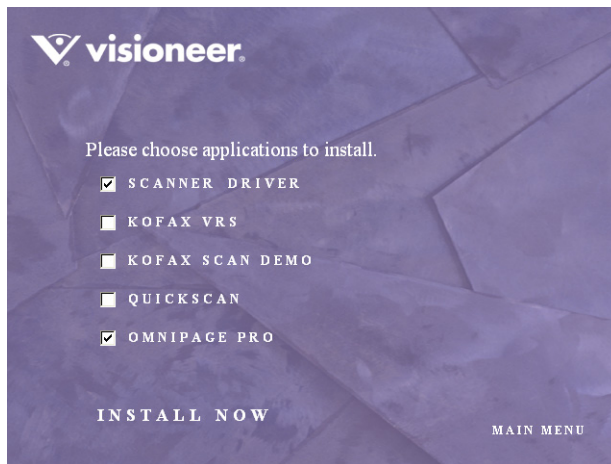 visioneer®
Please choose applications to install.
SCANNER DRIVER
KOFAX VRS
KOFAX SCAN DEMO
QUICKSCAN
OMNIPAGE PRO
INSTALL NOW
MAIN MENU